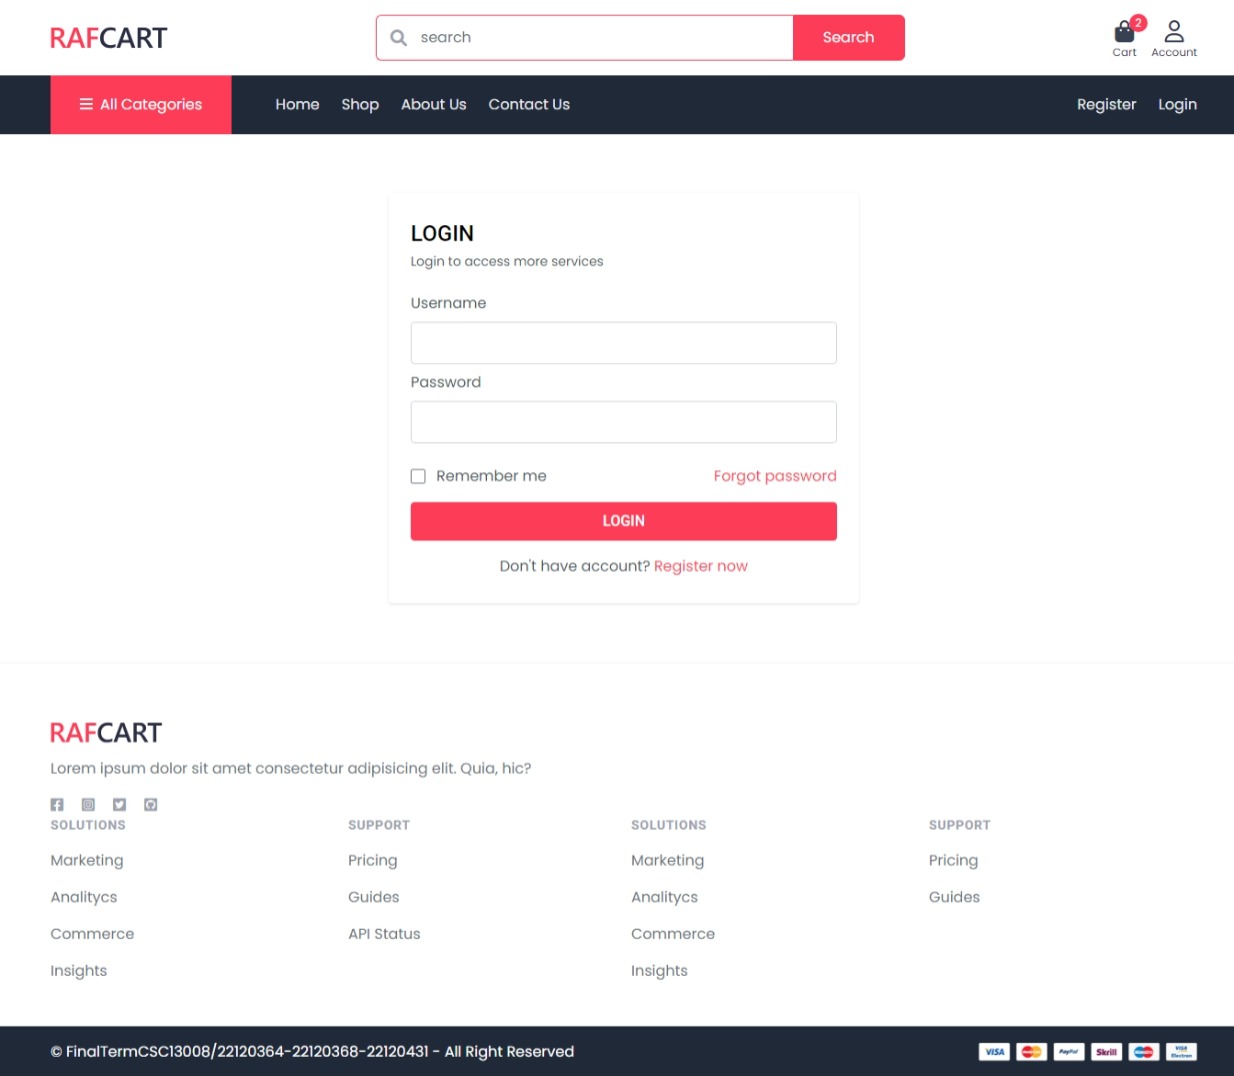 RAFCART
search
Search
2
Cart
Account
All Categories
Home
Shop
About Us
Contact Us
Register
Login
LOGIN
Login to access more services
Username
Password
Remember me
Forgot password
LOGIN
Don't have account? Register now
RAFCART
Lorem ipsum dolor sit amet consectetur adipisicing elit. Quia, hic?
SOLUTIONS
Marketing
Analitycs
Commerce
Insights
SUPPORT
Pricing
Guides
API Status
SOLUTIONS
Marketing
Analitycs
Commerce
Insights
SUPPORT
Pricing
Guides
© FinalTermCSC13008/22120364-22120368-22120431 - All Right Reserved
VISA
PayPal
Skrill
VISA
Electron